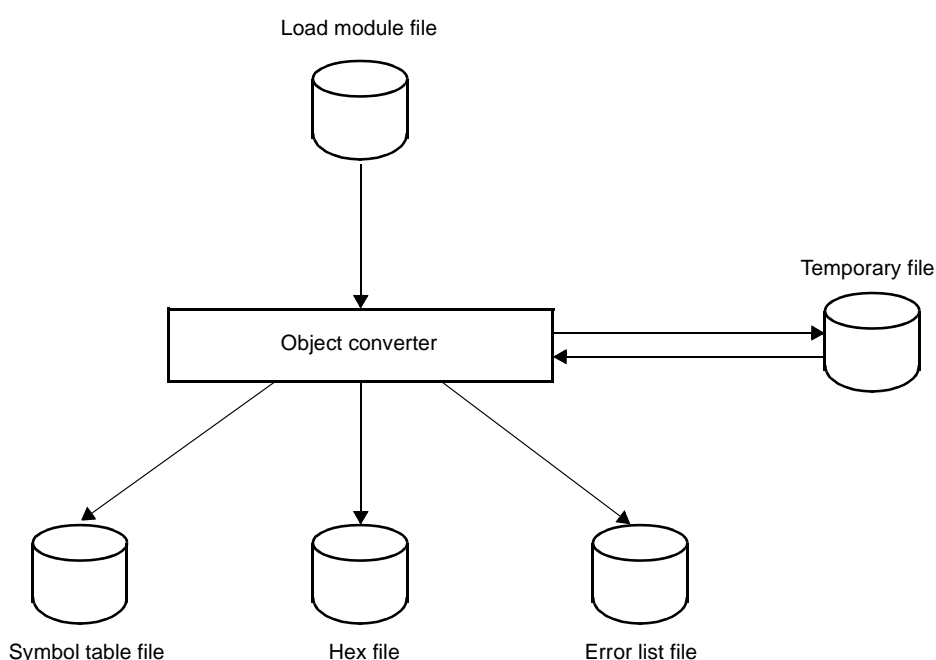 Load module file
Temporary file
Object converter
Symbol table file
Hex file
Error list file